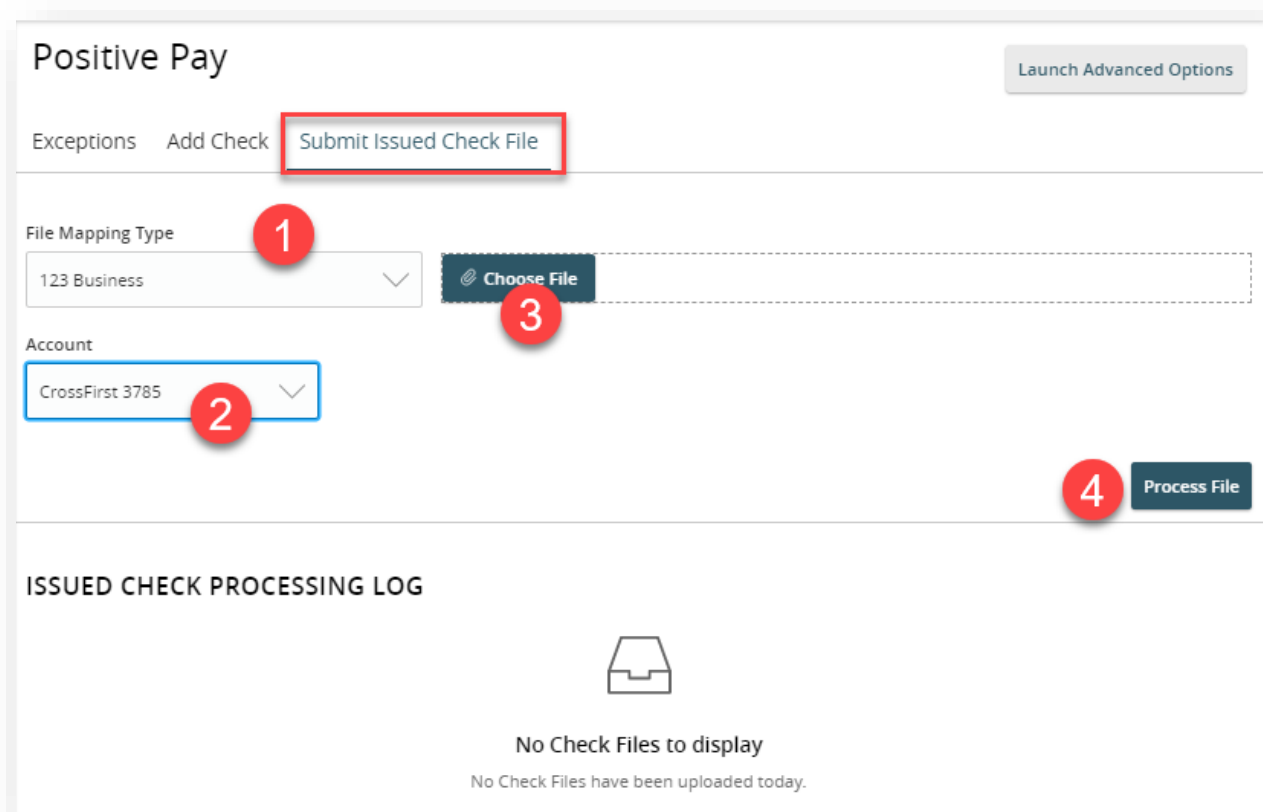 Positive Pay
Launch Advanced Options
Exceptions Add Check Submit Issued Check File
File Mapping Type
1
123 Business
Choose File
3
Account
CrossFirst 3785
2
4
Process File
ISSUED CHECK PROCESSING LOG
No Check Files to display
No Check Files have been uploaded today.